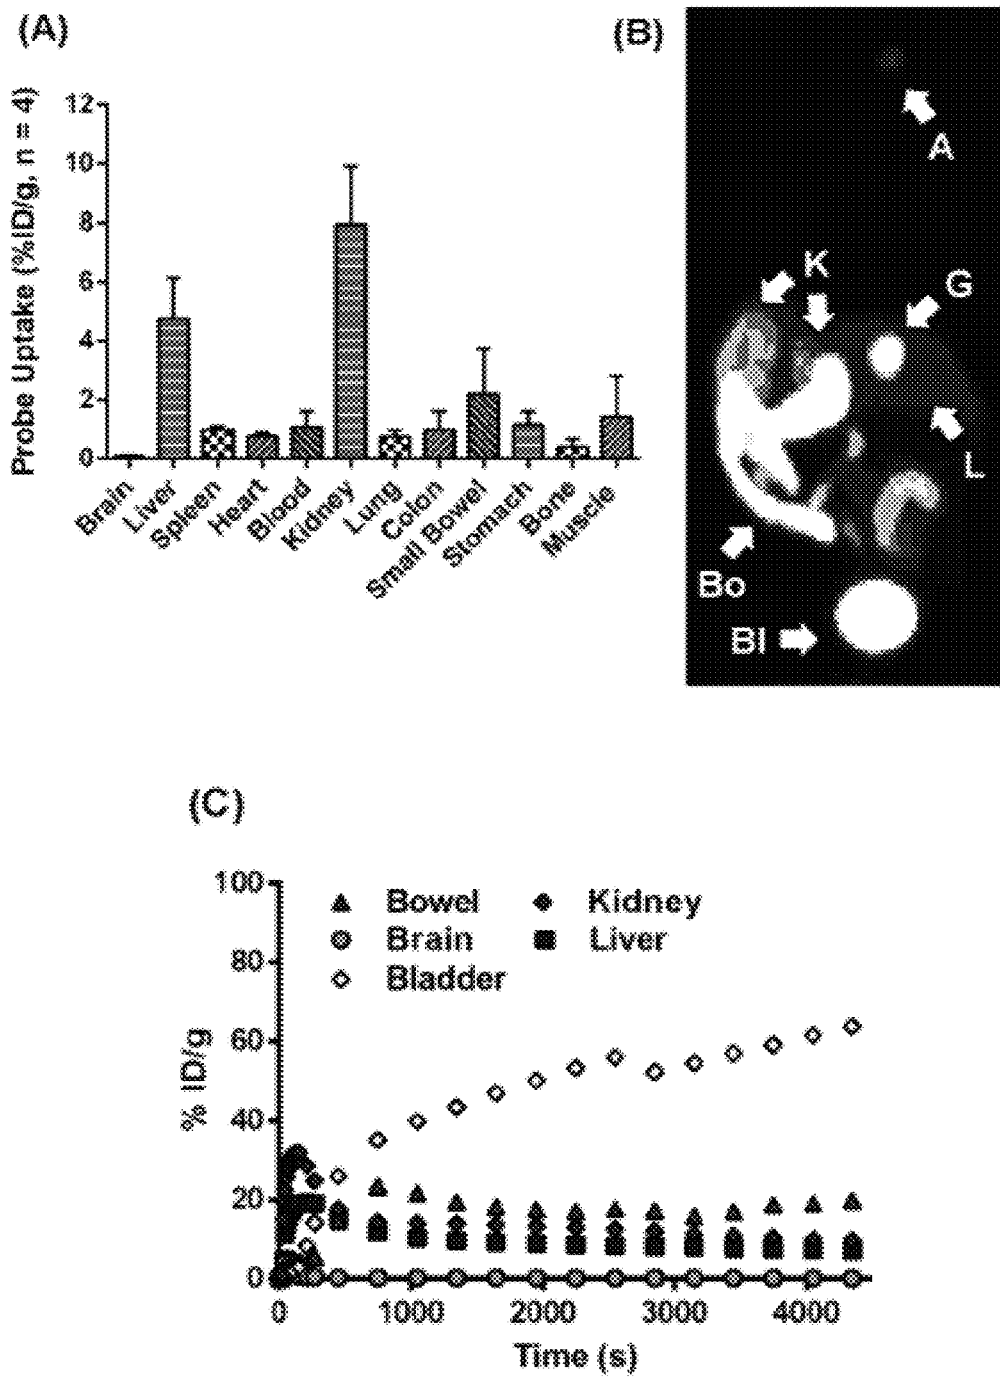 (A)
Probe Uptake (%ID/g, n = 4)
12
10
8
6
4
2
0
Brain
Liver
Spleen
Heart
Blood
Kidney
Lung
Colon
Small Bowel
Stomach
Bone
Muscle
(B)
A
K
G
L
Bo
Bl
(C)
% ID/g
100
80
60
40
20
0
Bowel
Kidney
Brain
Liver
Bladder
0
1000
2000
3000
4000
Time (s)